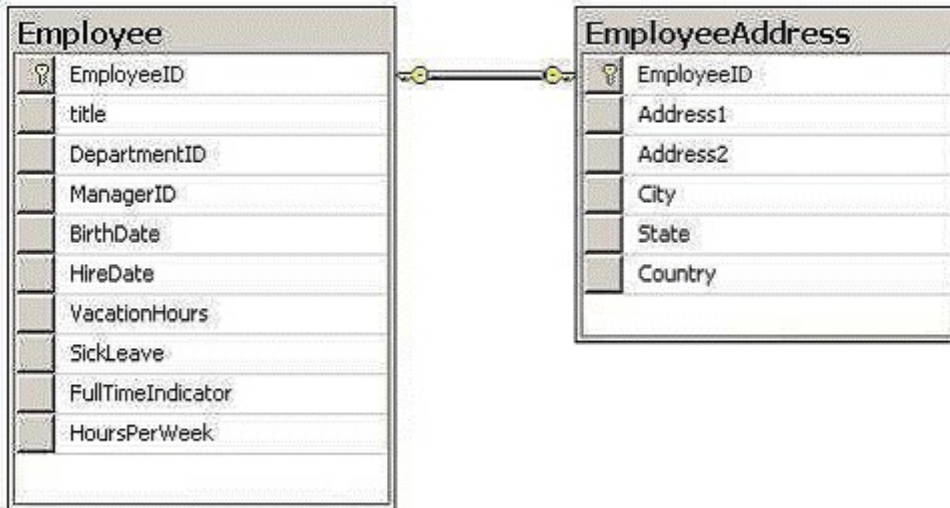 Employee
EmployeeID
title
DepartmentID
ManagerID
BirthDate
HireDate
VacationHours
SickLeave
FullTimeIndicator
HoursPerWeek
EmployeeAddress
EmployeeID
Address1
Address2
City
State
Country